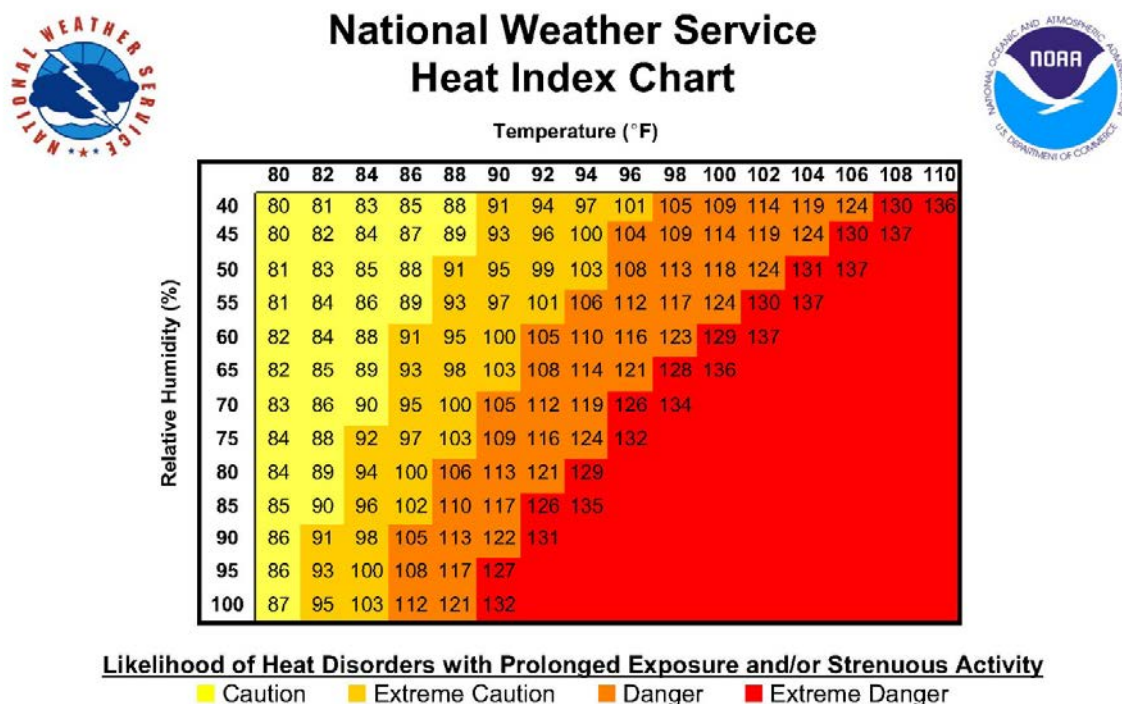 NATIONAL WEATHER SERVICE
National Weather Service
Heat Index Chart
NATIONAL OCEANIC AND ATMOSPHERIC ADMINISTRATION
NOAA
U.S. DEPARTMENT OF COMMERCE
Temperature (°F)
80 82 84 86 88 90 92 94 96 98 100 102 104 106 108 110
Relative Humidity (%)
40 80 81 83 85 88 91 94 97 101 105 109 114 119 124 130 136
45 80 82 84 87 89 93 96 100 104 109 114 119 124 130 137
50 81 83 85 88 91 95 99 103 108 113 118 124 131 137
55 81 84 86 89 93 97 101 106 112 117 124 130 137
60 82 84 88 91 95 100 105 110 116 123 129 137
65 82 85 89 93 98 103 108 114 121 128 136
70 83 86 90 95 100 105 112 119 126 134
75 84 88 92 97 103 109 116 124 132
80 84 89 94 100 106 113 121 129
85 85 90 96 102 110 117 126 135
90 86 91 98 105 113 122 131
95 86 93 100 108 117 127
100 87 95 103 112 121 132
Likelihood of Heat Disorders with Prolonged Exposure and/or Strenuous Activity
Caution Extreme Caution Danger Extreme Danger